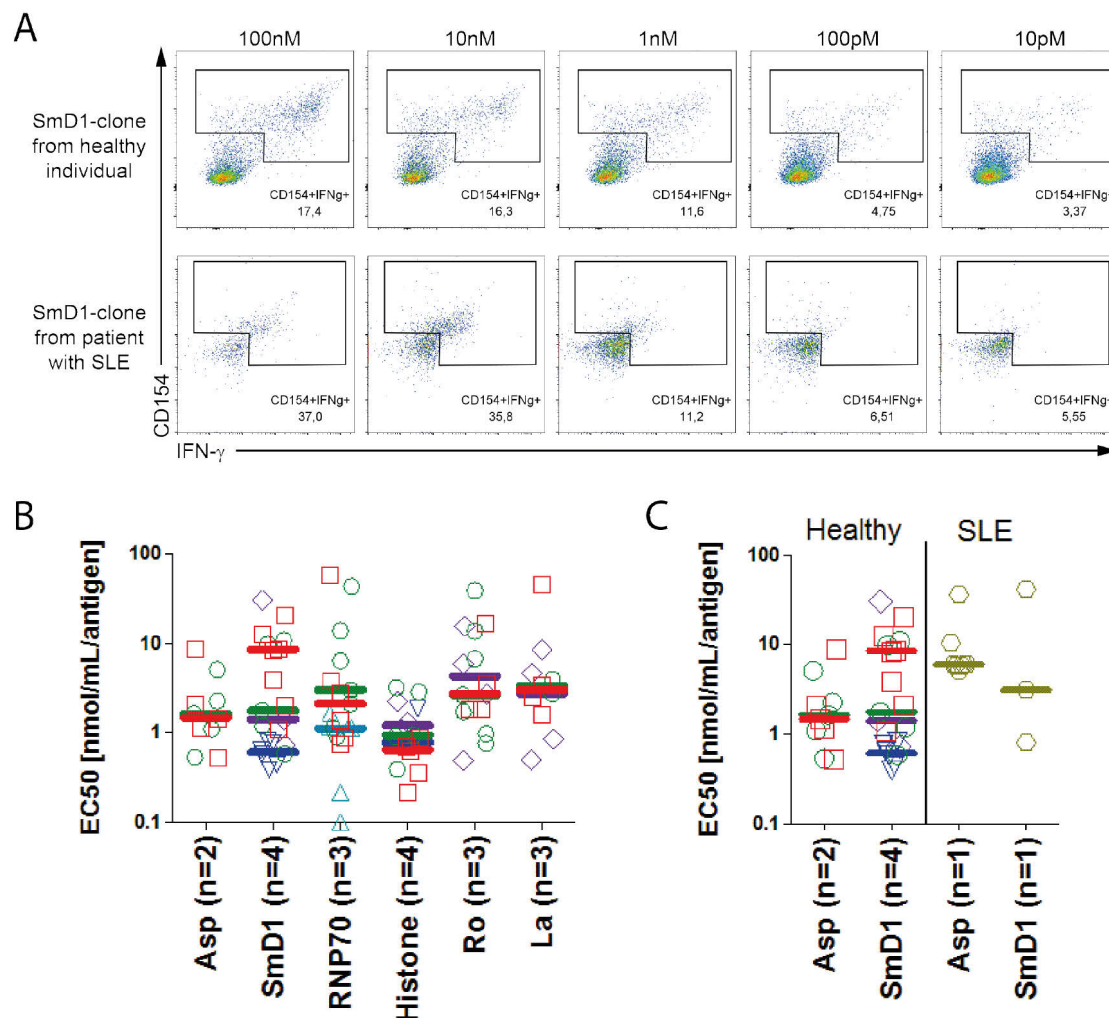 A
100nM 10nM 1nM 100pM 10pM
SmD1-clone
from healthy
individual
CD154+IFNg+
17,4
CD154+IFNg+
16,3
CD154+IFNg+
11,6
CD154+IFNg+
4,75
CD154+IFNg+
3,37
SmD1-clone
from patient
with SLE
CD154+IFNg+
37,0
CD154+IFNg+
35,8
CD154+IFNg+
11,2
CD154+IFNg+
6,51
CD154+IFNg+
5,55
CD154
IFN-γ
B
EC50 [nmol/mL/antigen]
100
10
1
0.1
Asp (n=2)
SmD1 (n=4)
RNP70 (n=3)
Histone (n=4)
Ro (n=3)
La (n=3)
C
Healthy SLE
EC50 [nmol/mL/antigen]
100
10
1
0.1
Asp (n=2)
SmD1 (n=4)
Asp (n=1)
SmD1 (n=1)